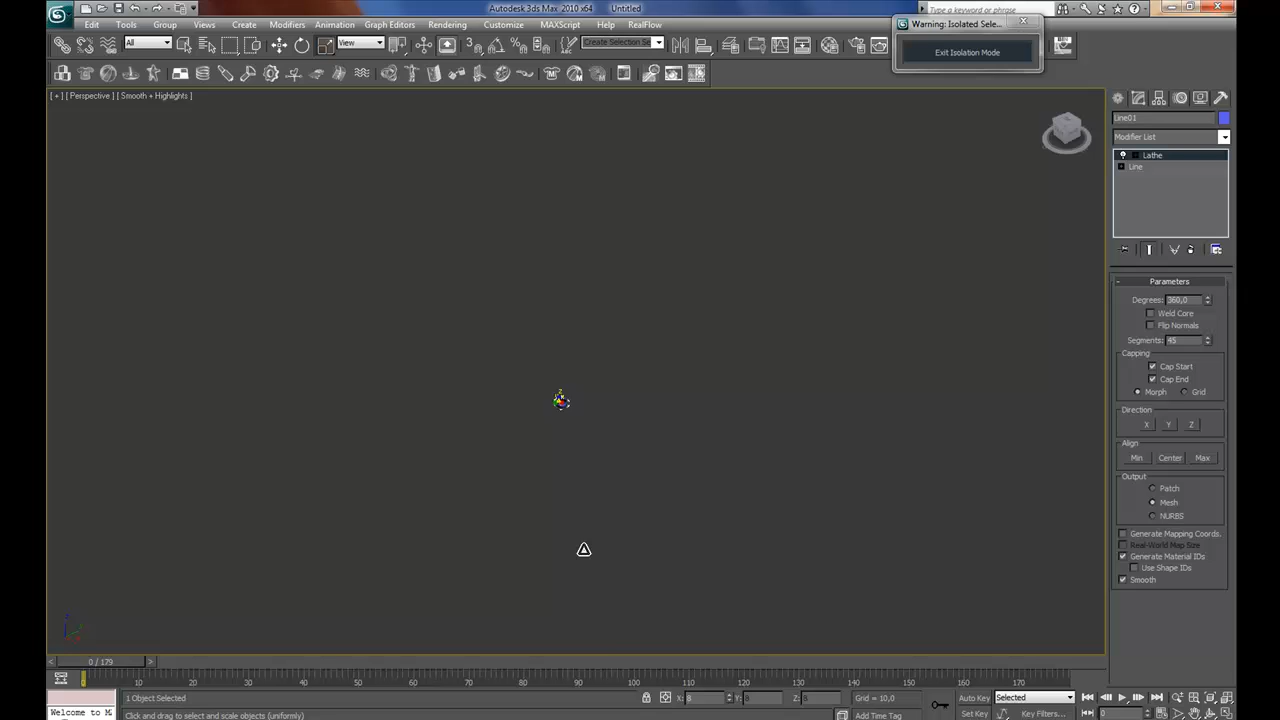 Autodesk 3ds Max 2010 x64 Untitled
Type a keyword or phrase
Edit Tools Group Views Create Modifiers Animation Graph Editors Rendering Customize MAXScript Help RealFlow
Warning: Isolated Sele...
Exit Isolation Mode
All
View
Create Selection Se
[ + ] [ Perspective ] [ Smooth + Highlights ]
Line01
Modifier List
Lathe
Line
Parameters
Degrees: 360,0
Weld Core
Flip Normals
Segments: 45
Capping
Cap Start
Cap End
Morph Grid
Direction
X Y Z
Align
Min Center Max
Output
Patch
Mesh
NURBS
Generate Mapping Coords.
Real-World Map Size
Generate Material IDs
Use Shape IDs
Smooth
0 / 179
0 10 20 30 40 50 60 70 80 90 100 110 120 130 140 150 160 170
1 Object Selected X: 8 Y: 8 Z: 8 Grid = 10,0 Auto Key Selected
Welcome to M Click and drag to select and scale objects (uniformly) Add Time Tag Set Key Key Filters... 0